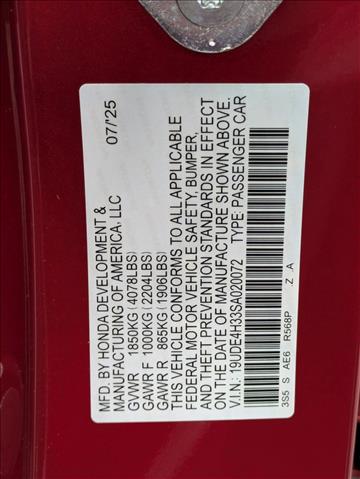 MFD. BY HONDA DEVELOPMENT & 07/'25
MANUFACTURING OF AMERICA, LLC
GVWR 1850KG (4078LBS)
GAWR F 1000KG (2204LBS)
GAWR R 865KG (1906LBS)
THIS VEHICLE CONFORMS TO ALL APPLICABLE
FEDERAL MOTOR VEHICLE SAFETY, BUMPER,
AND THEFT PREVENTION STANDARDS IN EFFECT
ON THE DATE OF MANUFACTURE SHOWN ABOVE.
V.I.N.: 19UDE4H33SA020072 TYPE: PASSENGER CAR
3S5 S AE6 R568P Z A